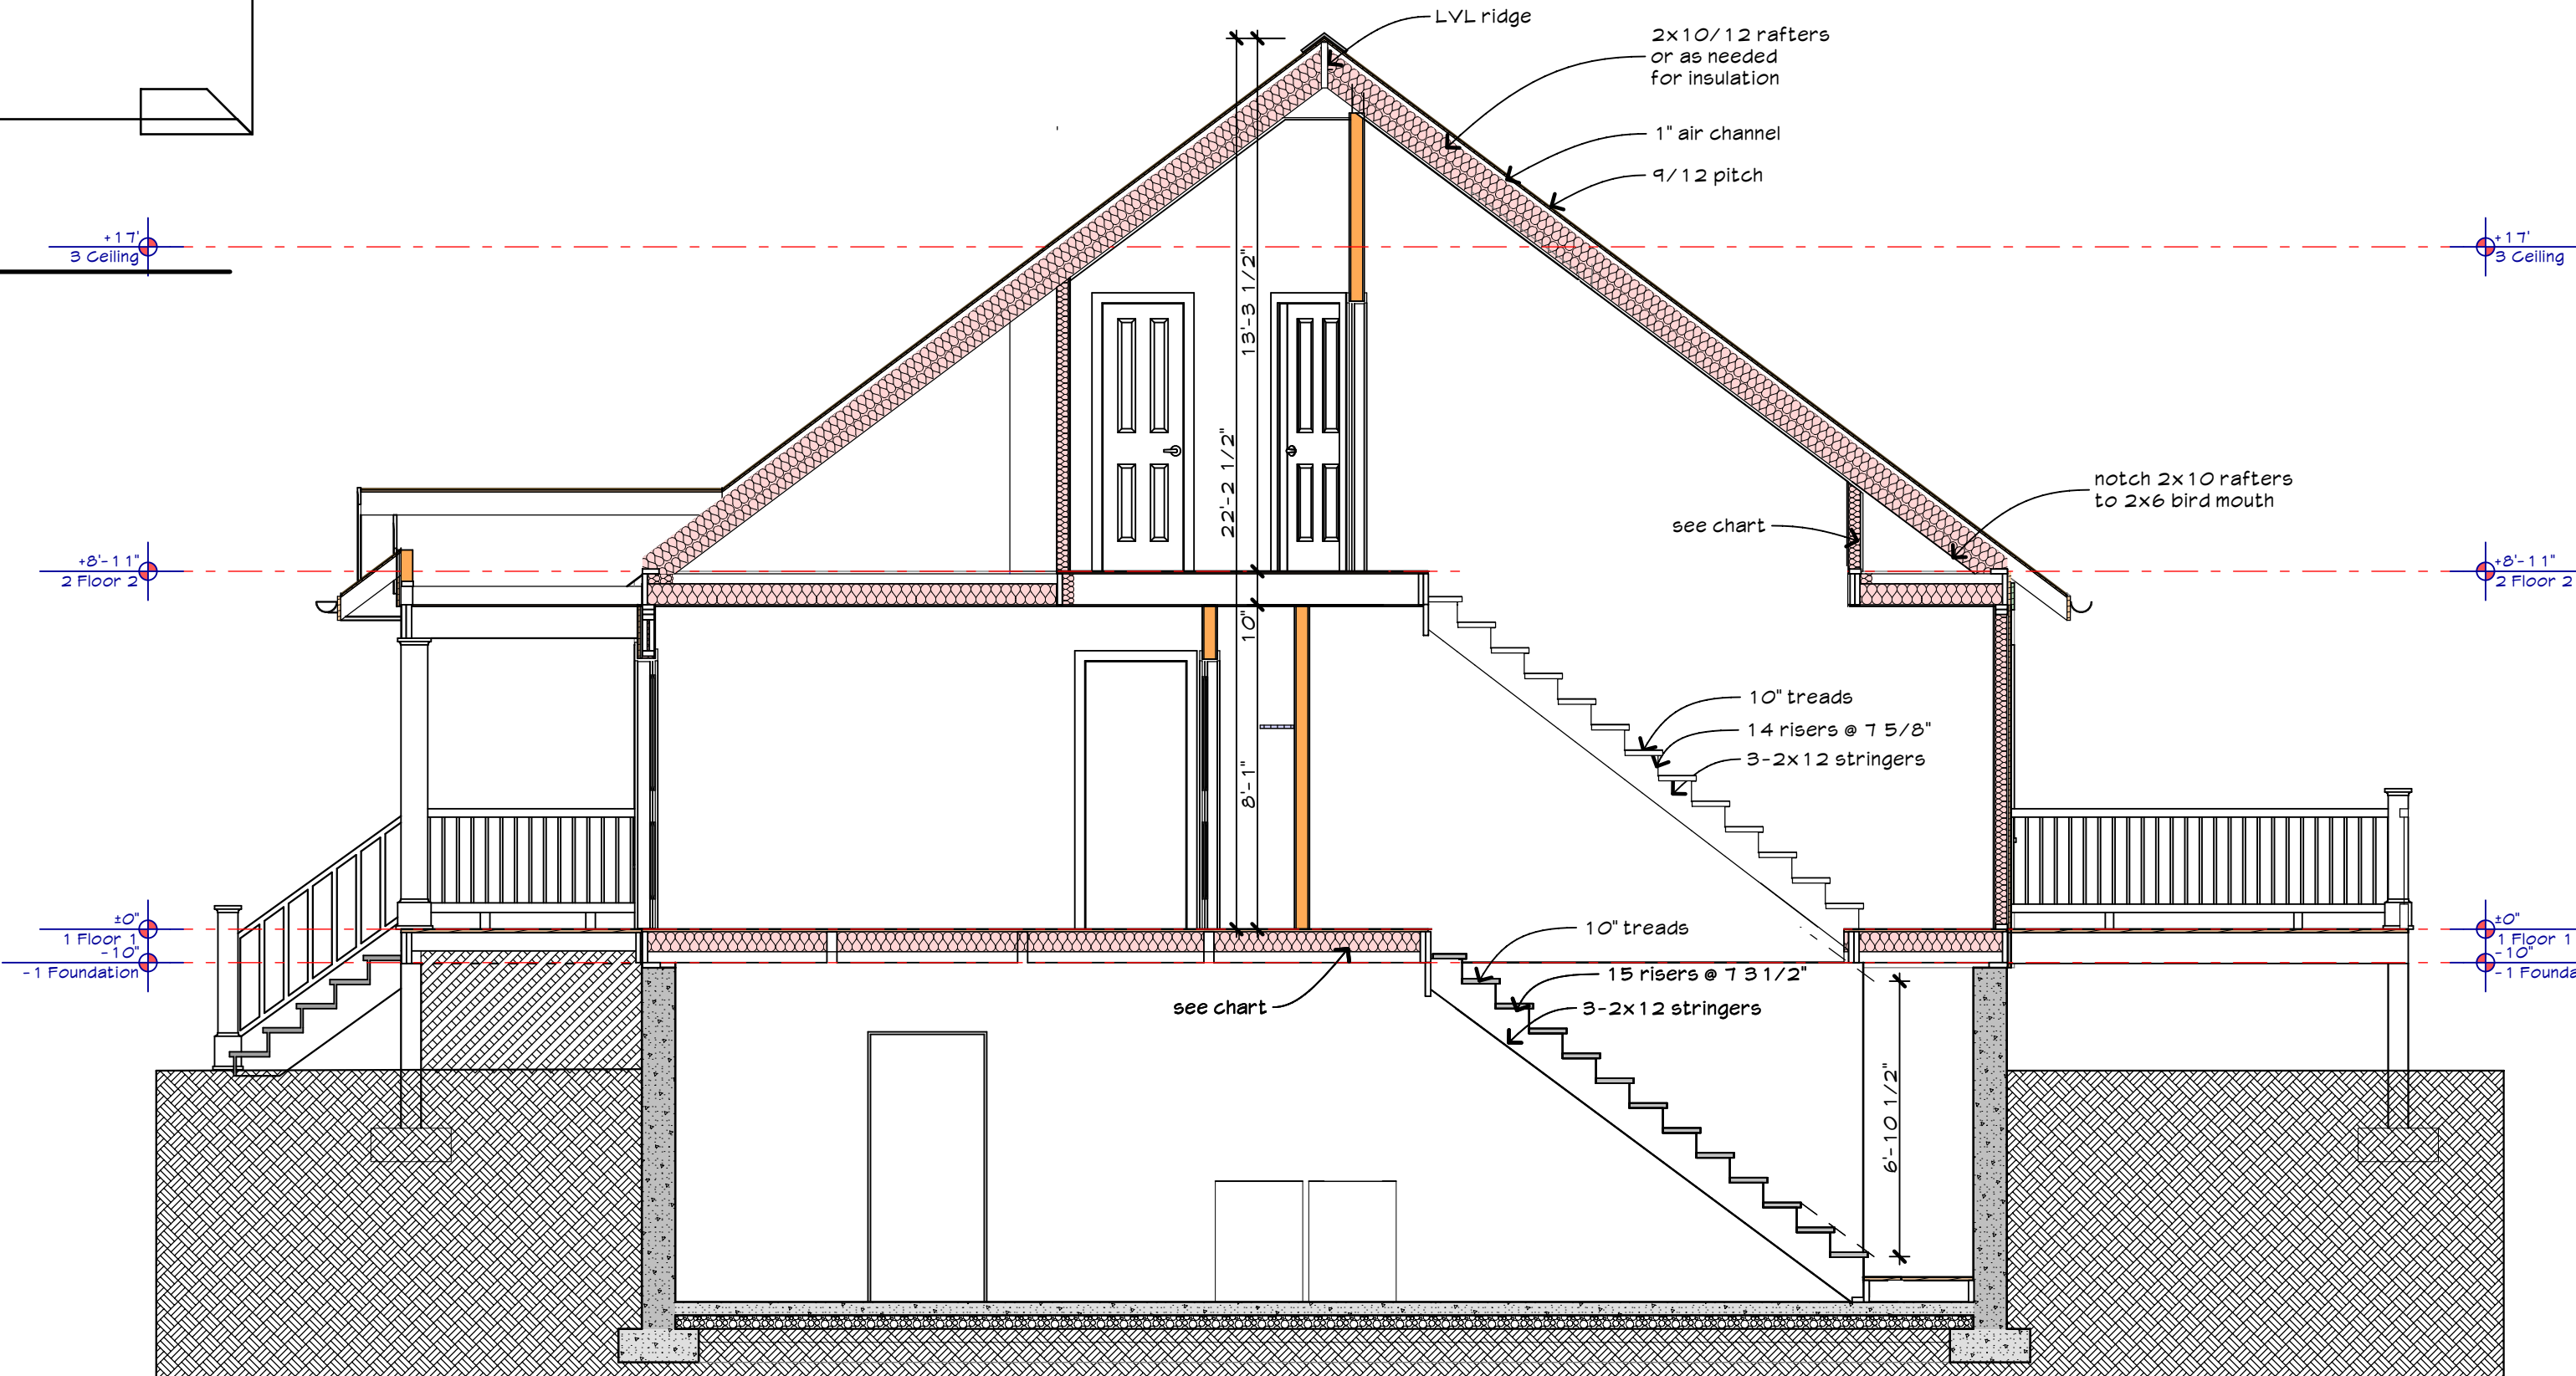 LVL ridge
2x10/12 rafters
or as needed
for insulation
1" air channel
9/12 pitch
+17'
3 Ceiling
+17'
3 Ceiling
13'-3 1/2"
22'-2 1/2"
notch 2x10 rafters
to 2x6 bird mouth
see chart
+8'-11"
2 Floor 2
+8'-11"
2 Floor 2
10"
10" treads
14 risers @ 7 5/8"
3-2x12 stringers
8'-1"
±0"
1 Floor 1
-10"
-1 Foundation
±0"
1 Floor 1
-10"
-1 Founda
10" treads
15 risers @ 7 3 1/2"
3-2x12 stringers
see chart
6'-10 1/2"